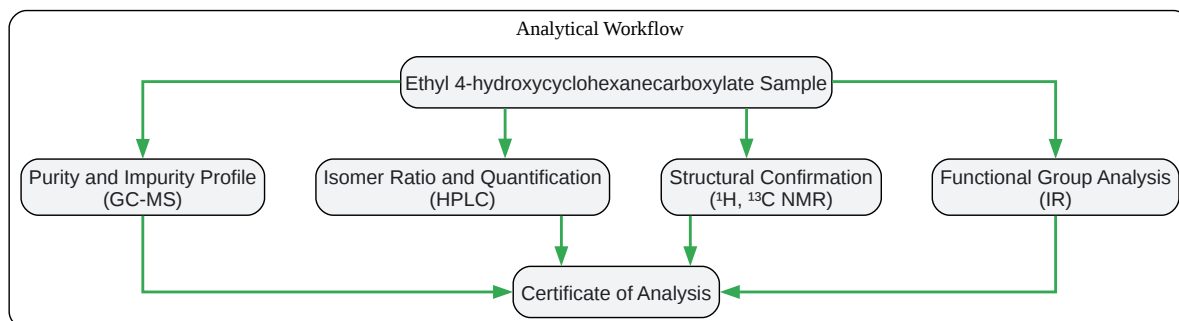 Analytical Workflow
Ethyl 4-hydroxycyclohexanecarboxylate Sample
Purity and Impurity Profile
(GC-MS)
Isomer Ratio and Quantification
(HPLC)
Structural Confirmation
(¹H, ¹³C NMR)
Functional Group Analysis
(IR)
Certificate of Analysis